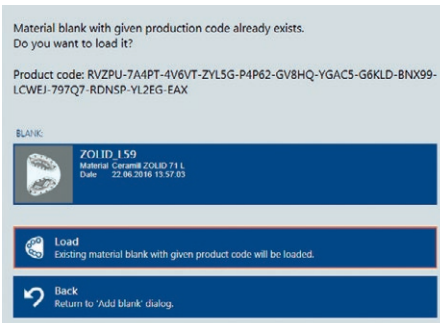 Material blank with given production code already exists.
Do you want to load it?
Product code: RVZPU-7A4PT-4V6VT-ZYL5G-P4P62-GV8HQ-YGAC5-G6KLD-BNX99-
LCWEJ-797Q7-RDNSP-YL2EG-EAX
BLANK:
ZOLID_L59
Material Ceramill ZOLID 71 L
Date 22.06.2016 13:57:03
Load
Existing material blank with given product code will be loaded.
Back
Return to 'Add blank' dialog.